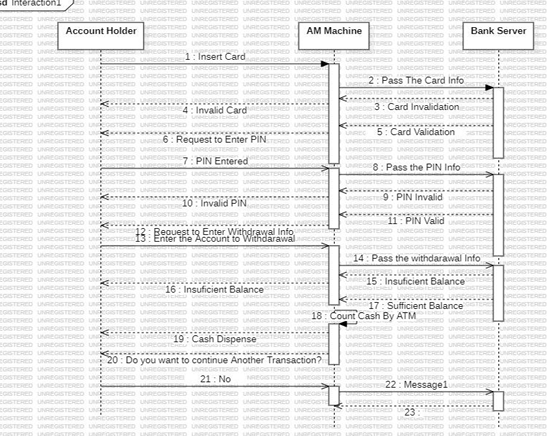 sd Interaction1
Account Holder
AM Machine
Bank Server
1 : Insert Card
2 : Pass The Card Info
3 : Card Invalidation
4 : Invalid Card
5 : Card Validation
6 : Request to Enter PIN
7 : PIN Entered
8 : Pass the PIN Info
9 : PIN Invalid
10 : Invalid PIN
11 : PIN Valid
12 : Request to Enter Withdrawal Info
13 : Enter the Account to Withdarawal
14 : Pass the withdarawal Info
15 : Insuficient Balance
16 : Insuficient Balance
17 : Sufficient Balance
18 : Count Cash By ATM
19 : Cash Dispense
20 : Do you want to continue Another Transaction?
21 : No
22 : Message1
23 :
UNREGISTERED